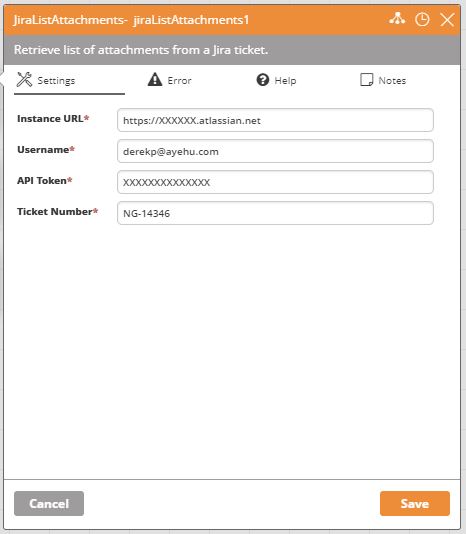 JiraListAttachments- jiraListAttachments1
Retrieve list of attachments from a Jira ticket.
Settings Error Help Notes
Instance URL* https://XXXXXX.atlassian.net
Username* derekp@ayehu.com
API Token* XXXXXXXXXXXXXX
Ticket Number* NG-14346
Cancel Save